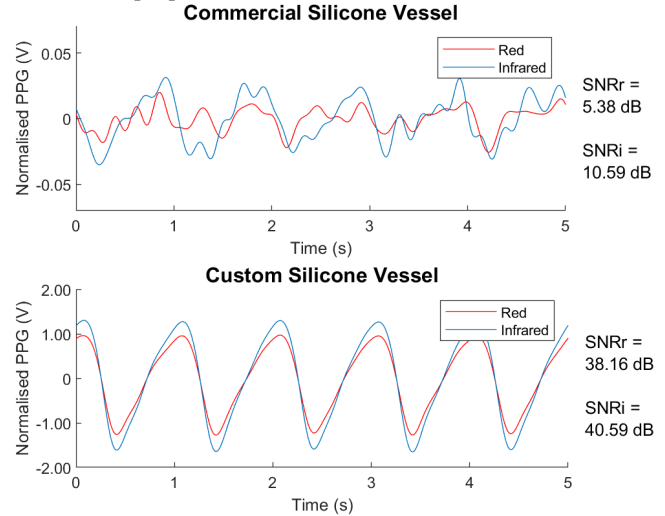 Commercial Silicone Vessel
Normalised PPG (V)
0.05
0
-0.05
Red
Infrared
SNRr =
5.38 dB
SNRi =
10.59 dB
0 1 2 3 4 5
Time (s)
Custom Silicone Vessel
Normalised PPG (V)
2.00
1.00
0
-1.00
-2.00
Red
Infrared
SNRr =
38.16 dB
SNRi =
40.59 dB
0 1 2 3 4 5
Time (s)